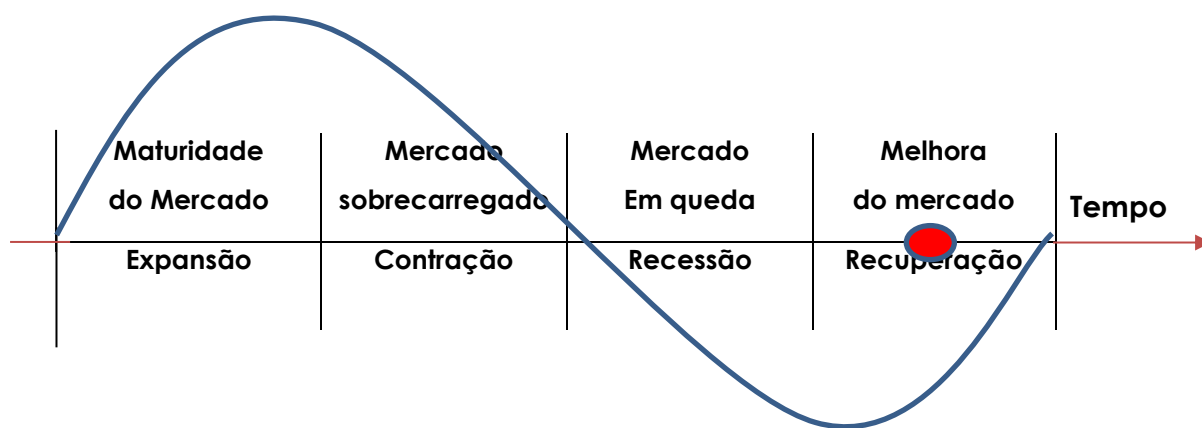 Maturidade
do Mercado
Expansão
Mercado
sobrecarregado
Contração
Mercado
Em queda
Recessão
Melhora
do mercado
Recuperação
Tempo